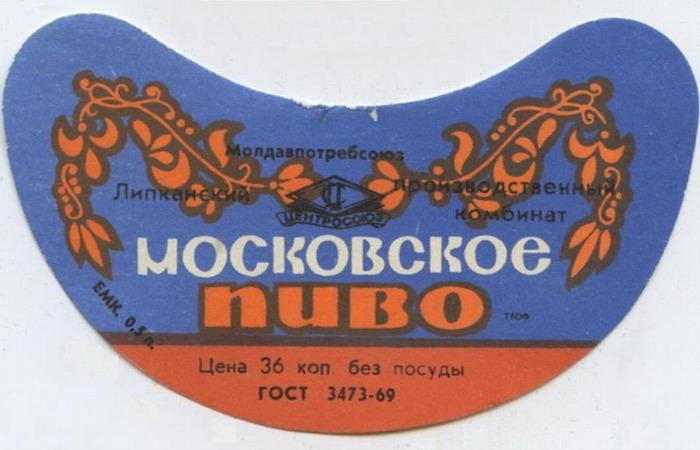 Молдавпотребсоюз
Липканский производственный
комбинат
ЦЕНТРОСОЮЗ
МОСКОВСКОЕ
ПИВО
ЕМК. 0,5 л.
Цена 36 коп. без посуды
ГОСТ 3473-69